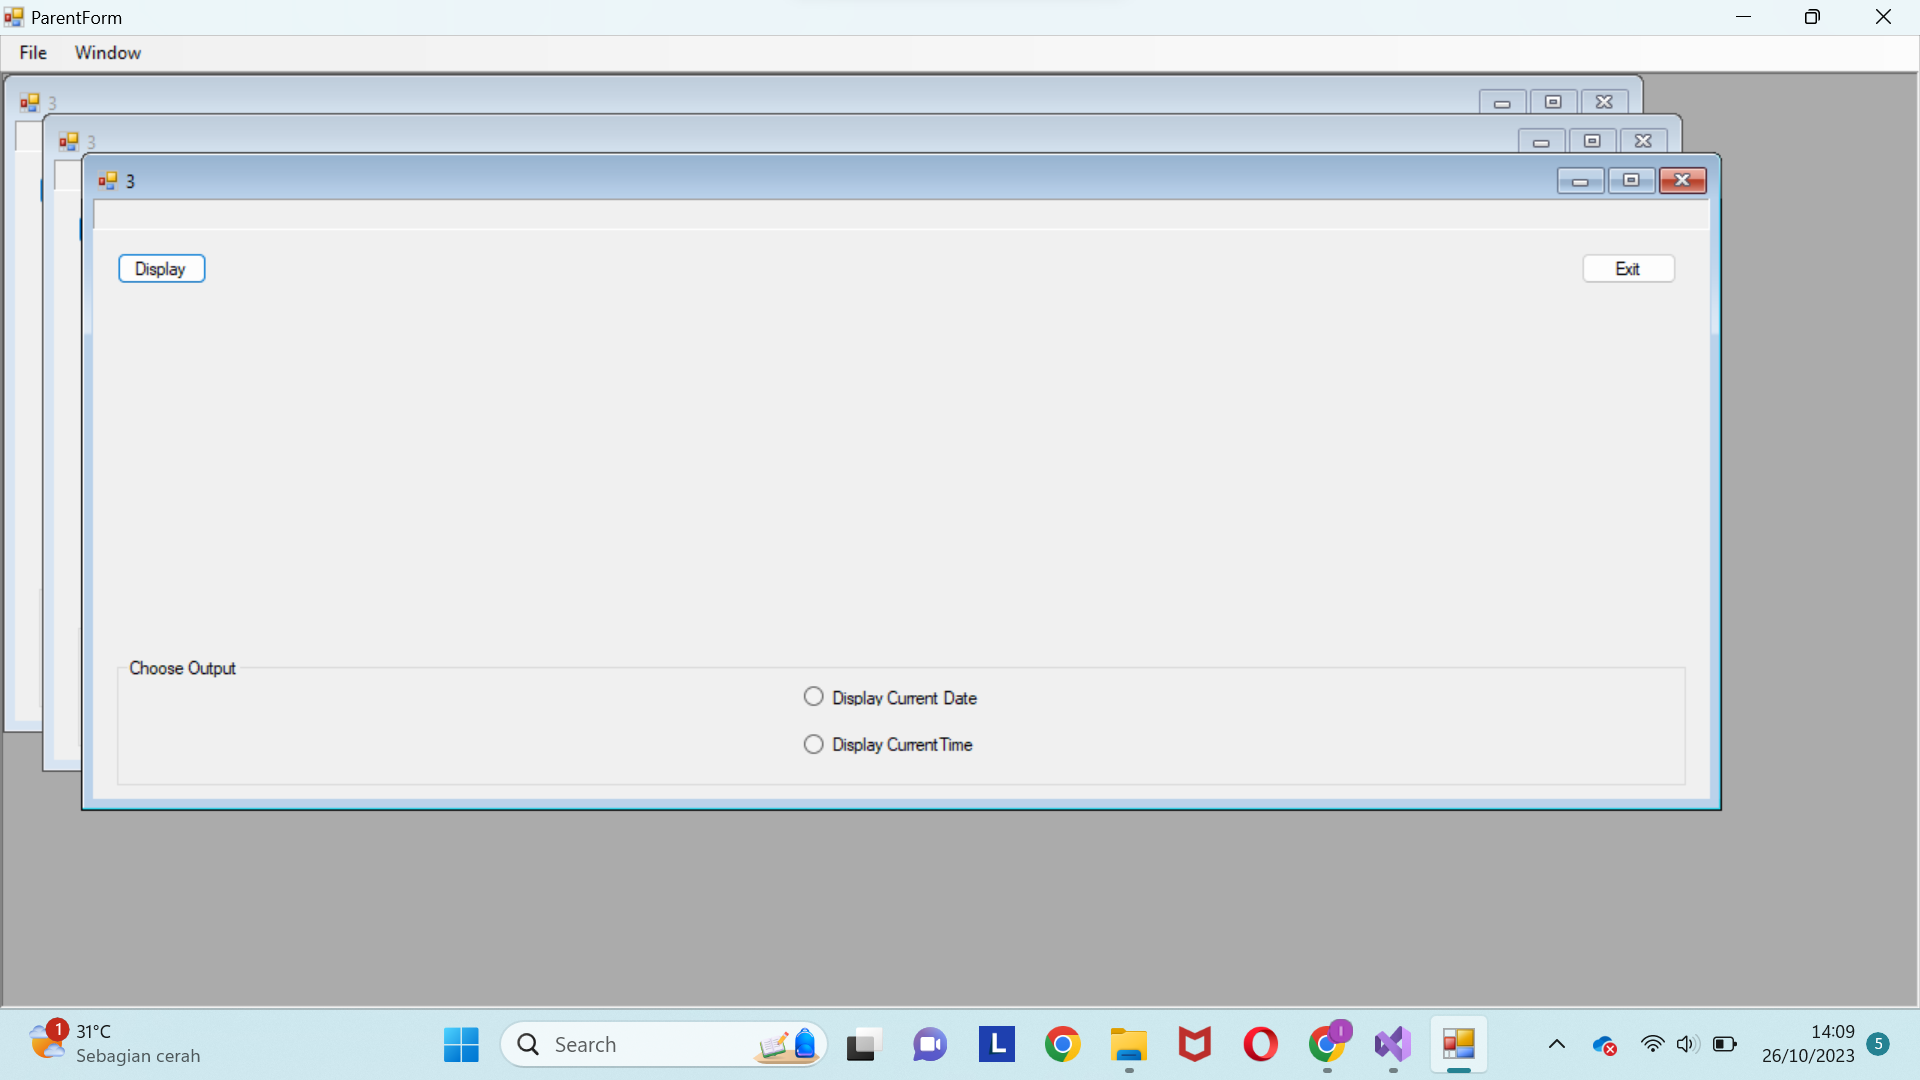 ParentForm
File Window
3
3
3
Display Exit
Choose Output
Display Current Date
Display Current Time
1 31°C
Sebagian cerah
Search
L
I
14:09
26/10/2023
5